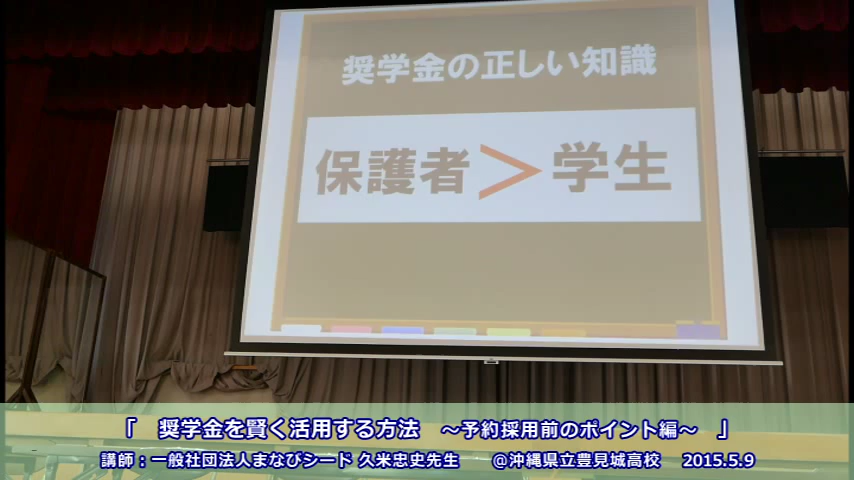 奨学金の正しい知識
保護者>学生
「　奨学金を賢く活用する方法　～予約採用前のポイント編～　」
講師：一般社団法人まなびシード 久米忠史先生　　＠沖縄県立豊見城高校　2015.5.9